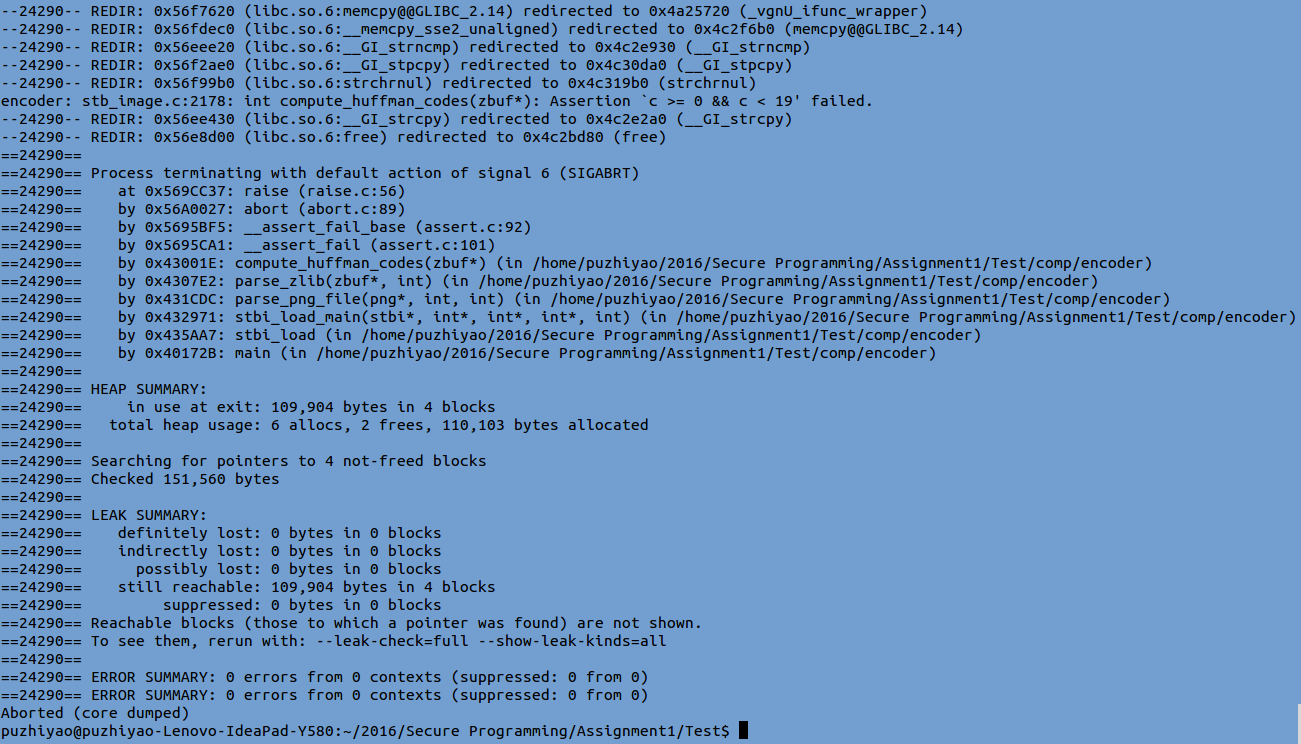 --24290-- REDIR: 0x56f7620 (libc.so.6:memcpy@@GLIBC_2.14) redirected to 0x4a25720 (_vgnU_ifunc_wrapper)
--24290-- REDIR: 0x56fdec0 (libc.so.6:__memcpy_sse2_unaligned) redirected to 0x4c2f6b0 (memcpy@@GLIBC_2.14)
--24290-- REDIR: 0x56eee20 (libc.so.6:__GI_strncmp) redirected to 0x4c2e930 (__GI_strncmp)
--24290-- REDIR: 0x56f2ae0 (libc.so.6:__GI_stpcpy) redirected to 0x4c30da0 (__GI_stpcpy)
--24290-- REDIR: 0x56f99b0 (libc.so.6:strchrnul) redirected to 0x4c319b0 (strchrnul)
encoder: stb_image.c:2178: int compute_huffman_codes(zbuf*): Assertion `c >= 0 && c < 19' failed.
--24290-- REDIR: 0x56ee430 (libc.so.6:__GI_strcpy) redirected to 0x4c2e2a0 (__GI_strcpy)
--24290-- REDIR: 0x56e8d00 (libc.so.6:free) redirected to 0x4c2bd80 (free)
==24290==
==24290== Process terminating with default action of signal 6 (SIGABRT)
==24290==    at 0x569CC37: raise (raise.c:56)
==24290==    by 0x56A0027: abort (abort.c:89)
==24290==    by 0x5695BF5: __assert_fail_base (assert.c:92)
==24290==    by 0x5695CA1: __assert_fail (assert.c:101)
==24290==    by 0x43001E: compute_huffman_codes(zbuf*) (in /home/puzhiyao/2016/Secure Programming/Assignment1/Test/comp/encoder)
==24290==    by 0x4307E2: parse_zlib(zbuf*, int) (in /home/puzhiyao/2016/Secure Programming/Assignment1/Test/comp/encoder)
==24290==    by 0x431CDC: parse_png_file(png*, int, int) (in /home/puzhiyao/2016/Secure Programming/Assignment1/Test/comp/encoder)
==24290==    by 0x432971: stbi_load_main(stbi*, int*, int*, int*, int) (in /home/puzhiyao/2016/Secure Programming/Assignment1/Test/comp/encoder)
==24290==    by 0x435AA7: stbi_load (in /home/puzhiyao/2016/Secure Programming/Assignment1/Test/comp/encoder)
==24290==    by 0x40172B: main (in /home/puzhiyao/2016/Secure Programming/Assignment1/Test/comp/encoder)
==24290==
==24290== HEAP SUMMARY:
==24290==     in use at exit: 109,904 bytes in 4 blocks
==24290==   total heap usage: 6 allocs, 2 frees, 110,103 bytes allocated
==24290==
==24290== Searching for pointers to 4 not-freed blocks
==24290== Checked 151,560 bytes
==24290==
==24290== LEAK SUMMARY:
==24290==    definitely lost: 0 bytes in 0 blocks
==24290==    indirectly lost: 0 bytes in 0 blocks
==24290==      possibly lost: 0 bytes in 0 blocks
==24290==    still reachable: 109,904 bytes in 4 blocks
==24290==         suppressed: 0 bytes in 0 blocks
==24290== Reachable blocks (those to which a pointer was found) are not shown.
==24290== To see them, rerun with: --leak-check=full --show-leak-kinds=all
==24290==
==24290== ERROR SUMMARY: 0 errors from 0 contexts (suppressed: 0 from 0)
==24290== ERROR SUMMARY: 0 errors from 0 contexts (suppressed: 0 from 0)
Aborted (core dumped)
puzhiyao@puzhiyao-Lenovo-IdeaPad-Y580:~/2016/Secure Programming/Assignment1/Test$